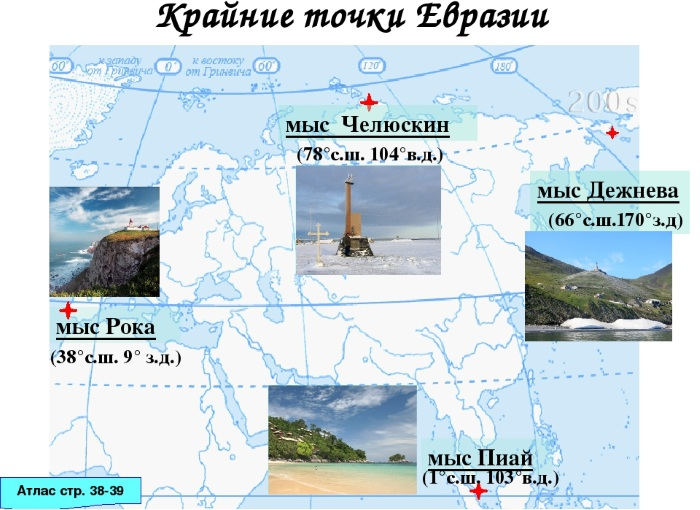 Крайние точки Евразии
к западу
от Гринвича
к востоку
от Гринвича
60°
0°
60°
120°
180°
200s
мыс Челюскин
(78°с.ш. 104°в.д.)
мыс Дежнева
(66°с.ш.170°з.д)
мыс Рока
(38°с.ш. 9° з.д.)
мыс Пиай
(1°с.ш. 103°в.д.)
Атлас стр. 38-39